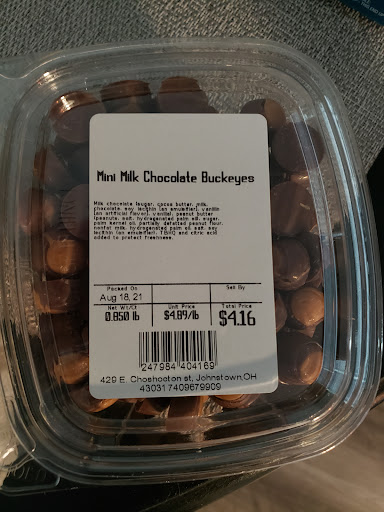 Mini Milk Chocolate Buckeyes
Milk chocolate (sugar, cocoa butter, milk,
chocolate, soy lecithin (an emulsifier), vanillin
(an artificial flavor), vanilla), peanut butter
(peanuts, salt, hydrogenated palm oil), sugar,
palm kernel oil, partially defatted peanut flour,
nonfat milk, hydrogenated palm oil, salt, soy
lecithin (an emulsifier), TBHQ and citric acid
added to protect freshness.
Packed On
Sell By
Aug 18, 21
Net Wt/Ct
Unit Price
Total Price
0.850 lb
$4.89/lb
$4.16
247984 404169
429 E. Choshocton st, Johnstown,OH
43031 7409679909